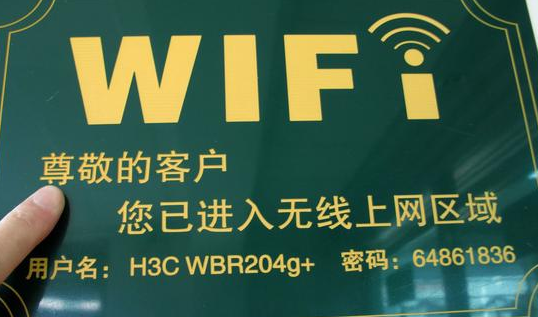 WIFi
尊敬的客户
您已进入无线上网区域
用户名：H3C WBR204g+ 密码：64861836